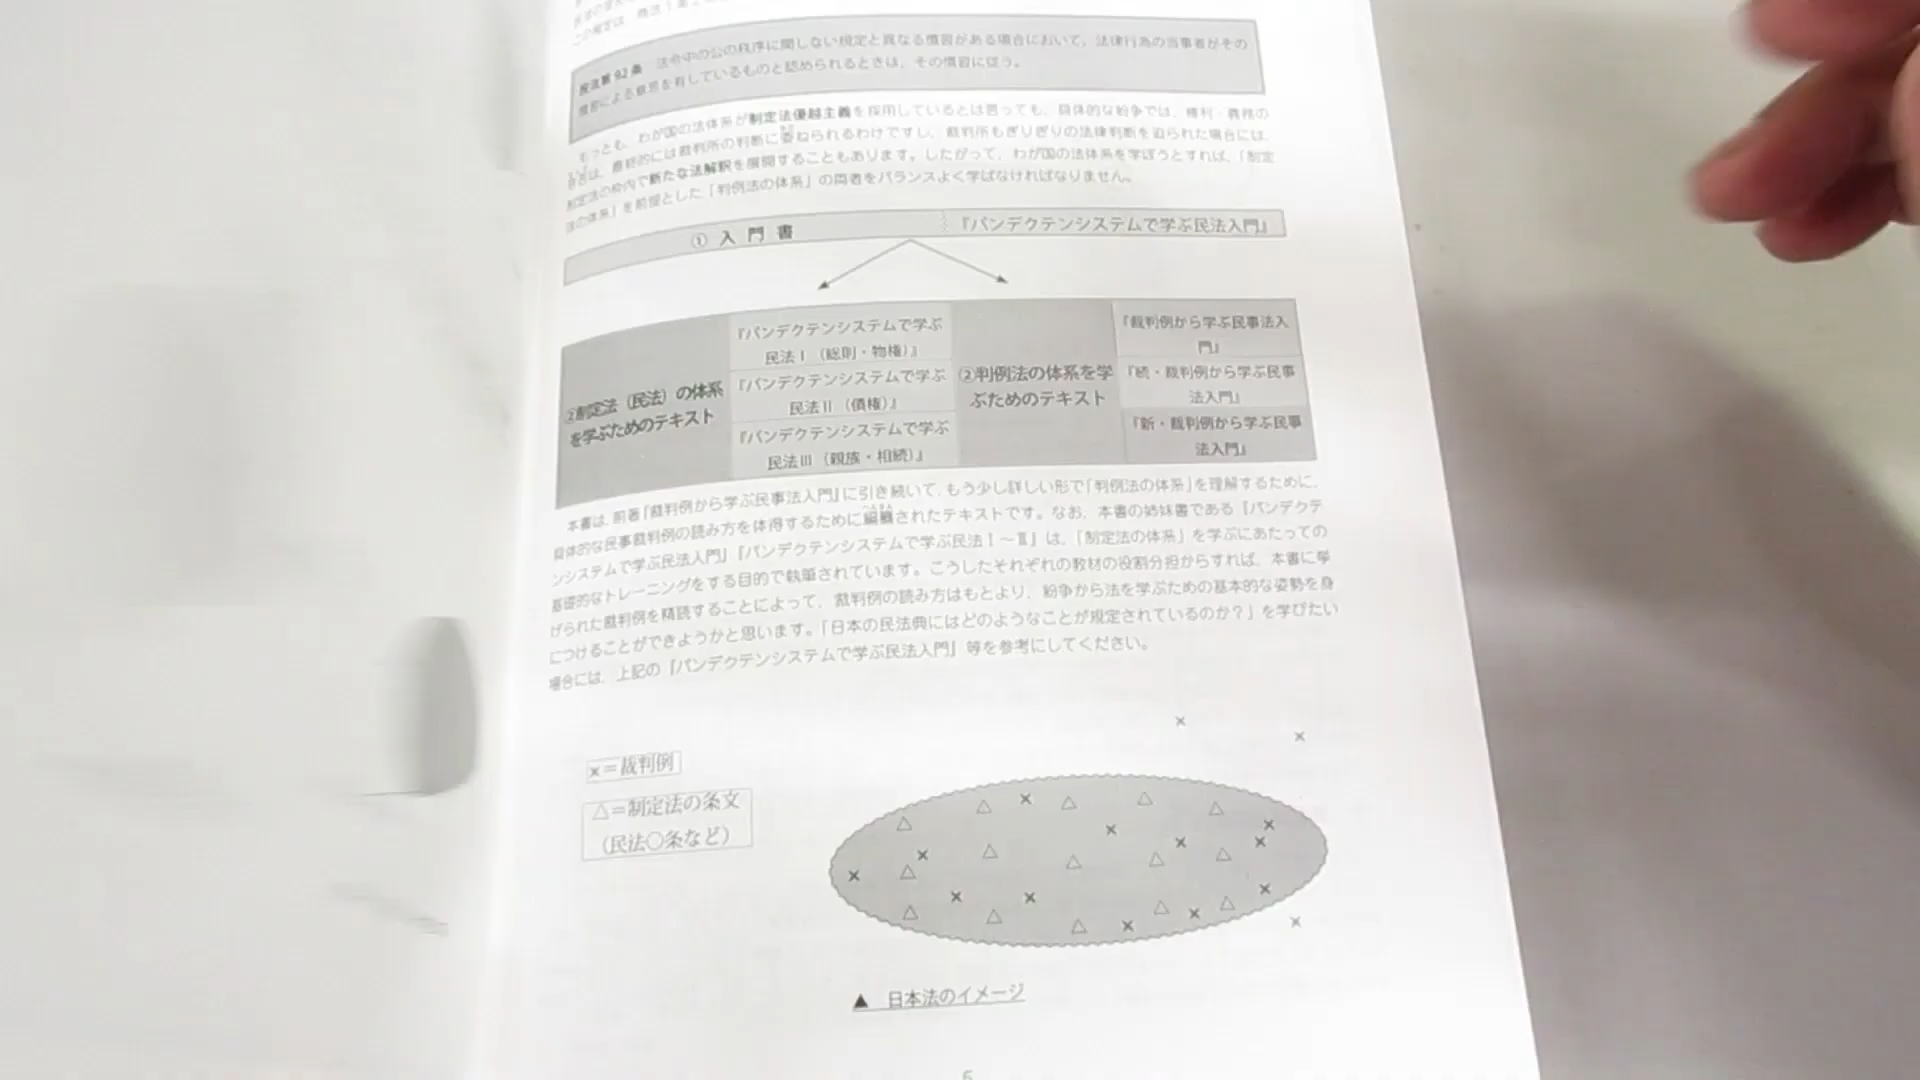 この規定は、商法1条2
民法第92条　法令中の公の秩序に関しない規定と異なる慣習がある場合において、法律行為の当事者がその
慣習による意思を有しているものと認められるときは、その慣習に従う。
もっとも、わが国の法体系が制定法優越主義を採用しているとは言っても、具体的な紛争では、権利・義務の
は、最終的には裁判所の判断に委ねられるわけですし、裁判所もぎりぎりの法律判断を迫られた場合には、
制定法の枠内で新たな法解釈を展開することもあります。したがって、わが国の法体系を学ぼうとすれば、「制定
法の体系」を前提とした「判例法の体系」の両者をバランスよく学ばなければなりません。
① 入門書
『パンデクテンシステムで学ぶ民法入門』
②制定法（民法）の体系
を学ぶためのテキスト
『パンデクテンシステムで学ぶ
民法Ⅰ（総則・物権）』
『パンデクテンシステムで学ぶ
民法Ⅱ（債権）』
『パンデクテンシステムで学ぶ
民法Ⅲ（親族・相続）』
②判例法の体系を学
ぶためのテキスト
『裁判例から学ぶ民事法入
門』
『続・裁判例から学ぶ民事
法入門』
『新・裁判例から学ぶ民事
法入門』
本書は、前著『裁判例から学ぶ民事法入門』に引き続いて、もう少し詳しい形で「判例法の体系」を理解するために、
具体的な民事裁判例の読み方を体得するために編纂されたテキストです。なお、本書の姉妹書である『パンデクテ
ンシステムで学ぶ民法入門』『パンデクテンシステムで学ぶ民法Ⅰ～Ⅲ』は、「制定法の体系」を学ぶにあたっての
基礎的なトレーニングをする目的で執筆されています。こうしたそれぞれの教材の役割分担からすれば、本書に挙
げられた裁判例を精読することによって、裁判例の読み方はもとより、紛争から法を学ぶための基本的な姿勢を身
につけることができようかと思います。「日本の民法典にはどのようなことが規定されているのか？」を学びたい
場合には、上記の『パンデクテンシステムで学ぶ民法入門』等を参考にしてください。
×＝裁判例
△＝制定法の条文
（民法○条など）
▲ 日本法のイメージ